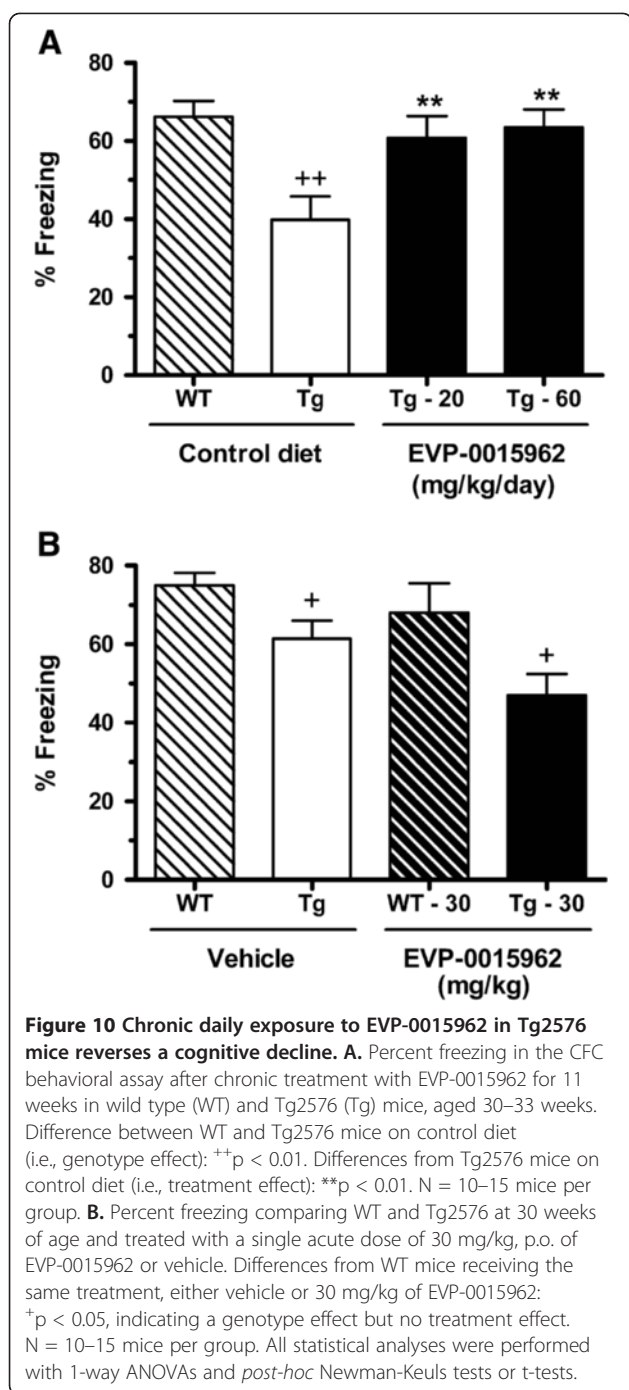 A
80
60
40
20
0
% Freezing
++
**
**
WT
Tg
Tg - 20
Tg - 60
Control diet
EVP-0015962
(mg/kg/day)
B
80
60
40
20
0
% Freezing
+
+
WT
Tg
WT - 30
Tg - 30
Vehicle
EVP-0015962
(mg/kg)
Figure 10 Chronic daily exposure to EVP-0015962 in Tg2576
mice reverses a cognitive decline. A. Percent freezing in the CFC
behavioral assay after chronic treatment with EVP-0015962 for 11
weeks in wild type (WT) and Tg2576 (Tg) mice, aged 30–33 weeks.
Difference between WT and Tg2576 mice on control diet
(i.e., genotype effect): ⁺⁺p < 0.01. Differences from Tg2576 mice on
control diet (i.e., treatment effect): **p < 0.01. N = 10–15 mice per
group. B. Percent freezing comparing WT and Tg2576 at 30 weeks
of age and treated with a single acute dose of 30 mg/kg, p.o. of
EVP-0015962 or vehicle. Differences from WT mice receiving the
same treatment, either vehicle or 30 mg/kg of EVP-0015962:
⁺p < 0.05, indicating a genotype effect but no treatment effect.
N = 10–15 mice per group. All statistical analyses were performed
with 1-way ANOVAs and post-hoc Newman-Keuls tests or t-tests.